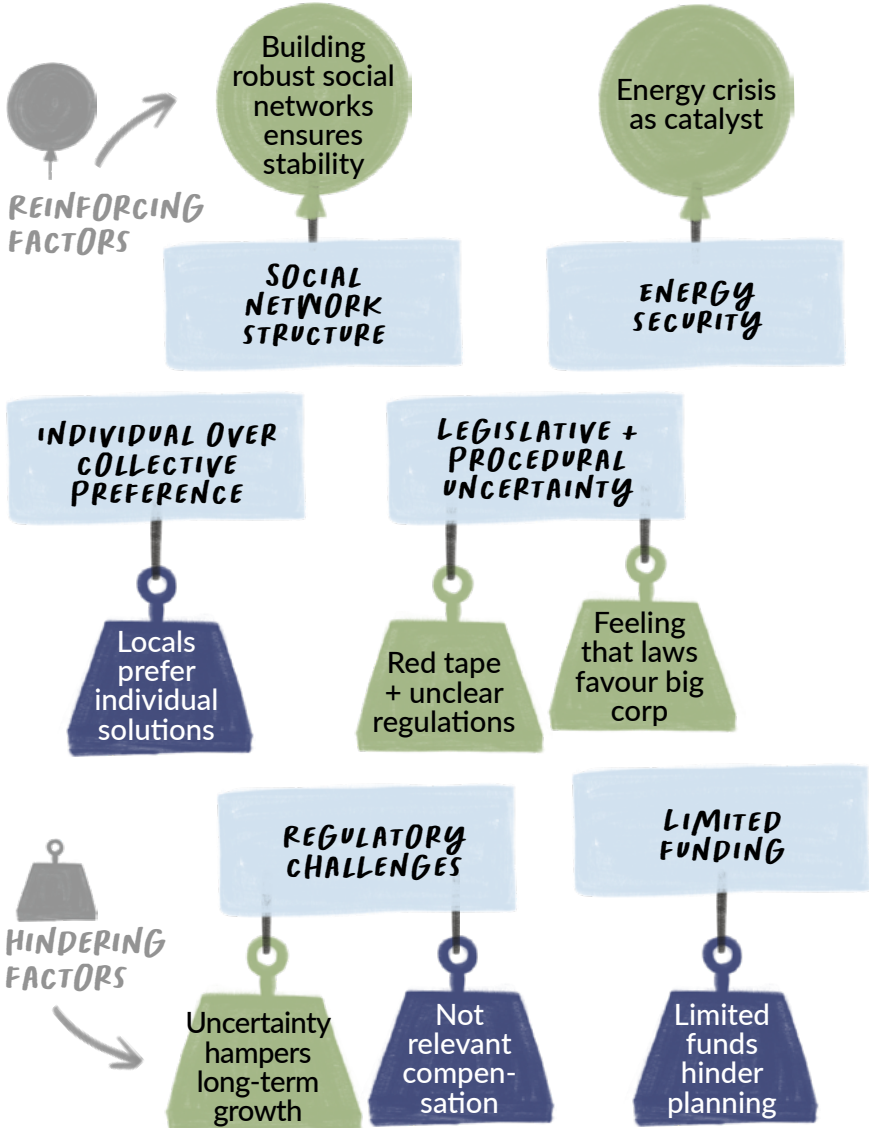 Building
robust social
networks
ensures
stability
Energy crisis
as catalyst
REINFORCING
FACTORS
SOCIAL
NETWORK
STRUCTURE
ENERGY
SECURITY
INDIVIDUAL OVER
COLLECTIVE
PREFERENCE
LEGISLATIVE +
PROCEDURAL
UNCERTAINTY
Locals
prefer
individual
solutions
Red tape
+ unclear
regulations
Feeling
that laws
favour big
corp
REGULATORY
CHALLENGES
LIMITED
FUNDING
HINDERING
FACTORS
Uncertainty
hampers
long-term
growth
Not
relevant
compen-
sation
Limited
funds
hinder
planning